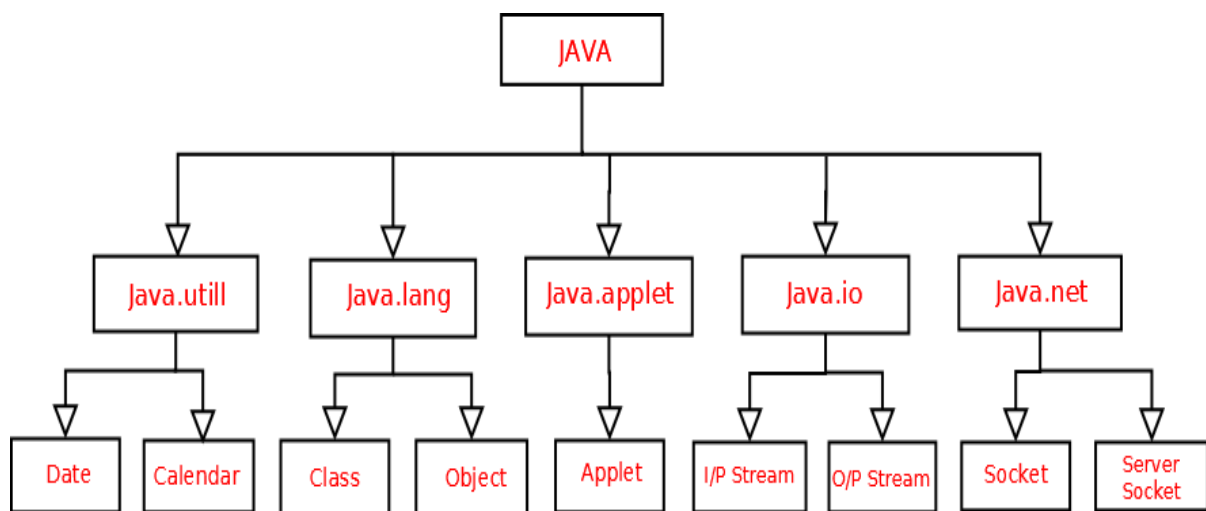 JAVA
Java.utill
Java.lang
Java.applet
Java.io
Java.net
Date
Calendar
Class
Object
Applet
I/P Stream
O/P Stream
Socket
Server
Socket